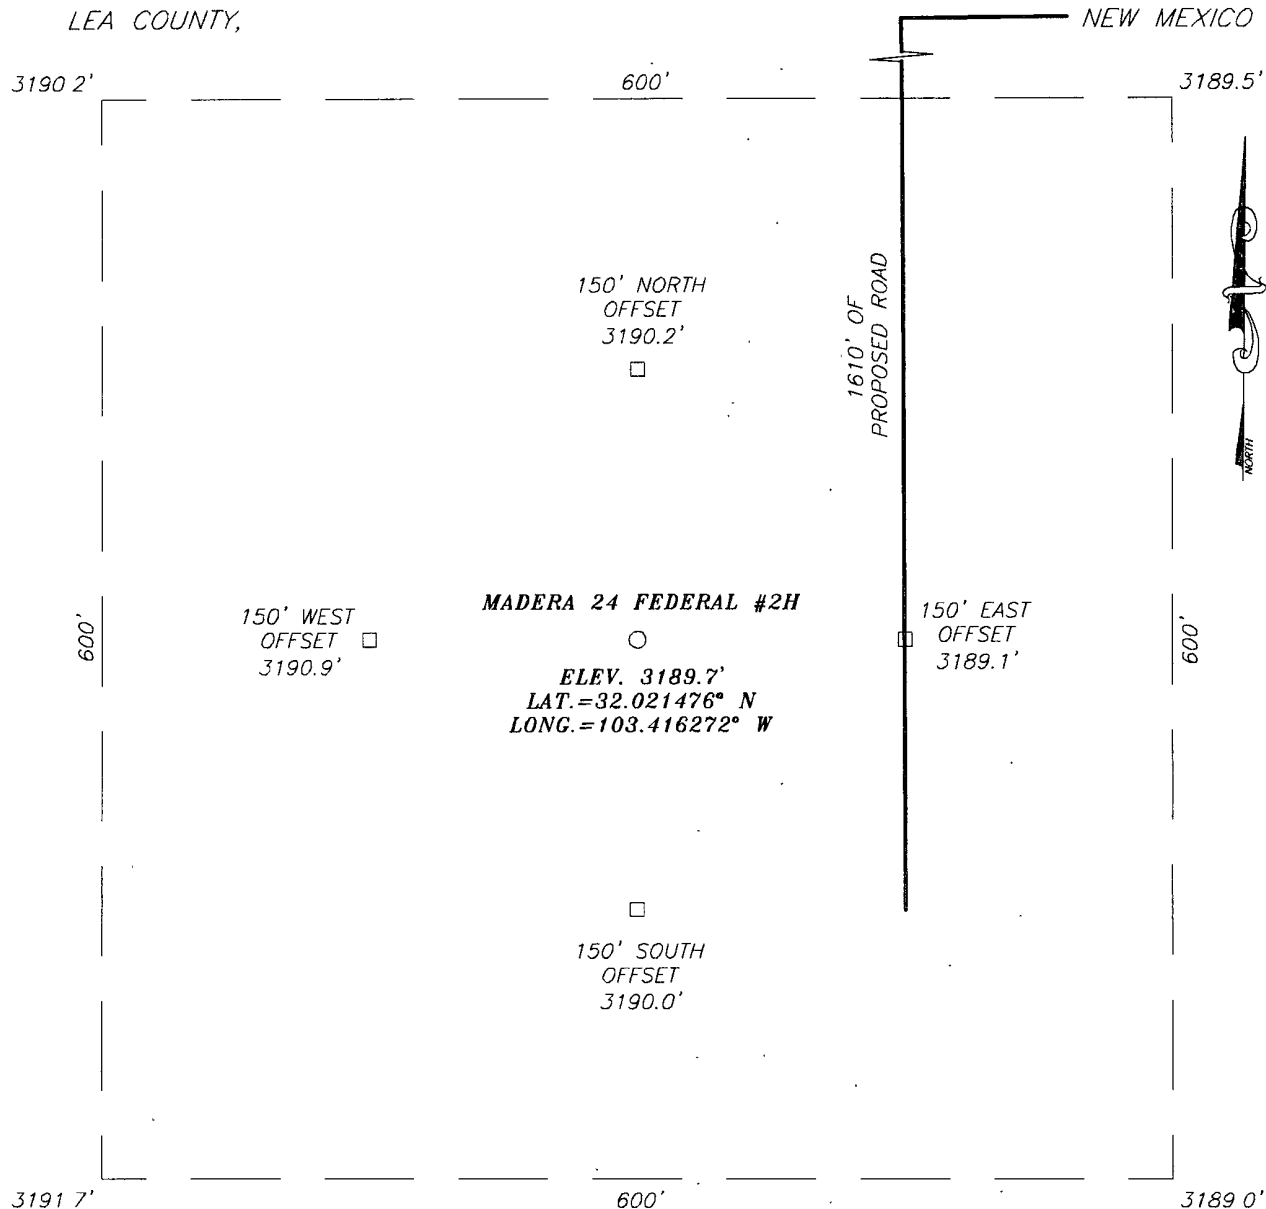 LEA COUNTY,
NEW MEXICO
3190 2'
600'
3189.5'
150' NORTH
OFFSET
3190.2'
1610' OF
PROPOSED ROAD
NORTH
600'
150' WEST
OFFSET
3190.9'
MADERA 24 FEDERAL #2H
ELEV. 3189.7'
LAT.=32.021476° N
LONG.=103.416272° W
150' EAST
OFFSET
3189.1'
600'
150' SOUTH
OFFSET
3190.0'
3191 7'
600'
3189 0'